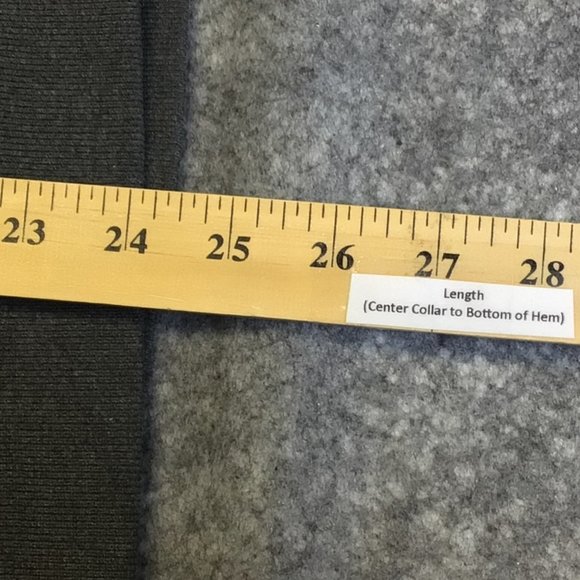 23 24 25 26 27 28
Length
(Center Collar to Bottom of Hem)